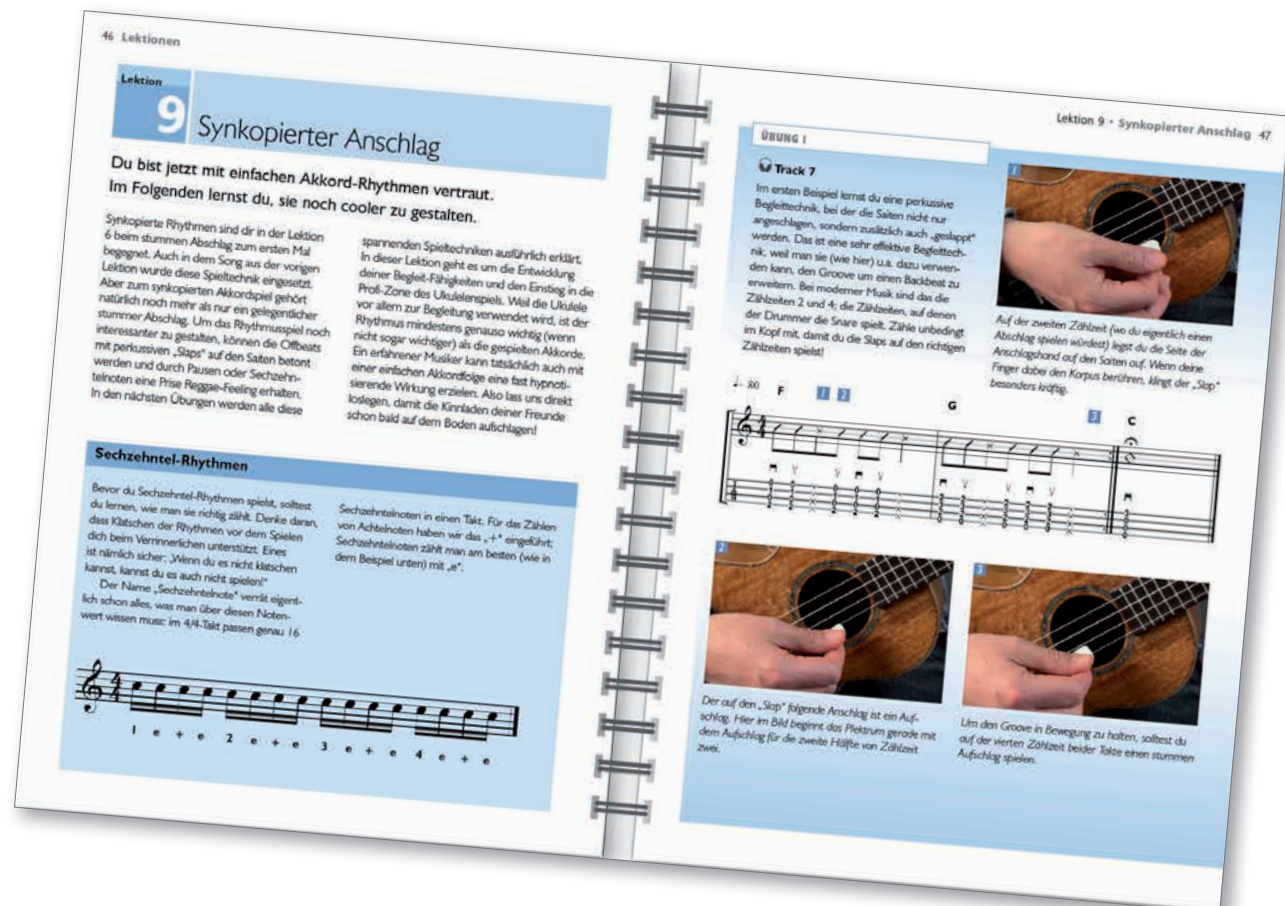 46 Lektionen
Lektion
9 Synkopierter Anschlag
Du bist jetzt mit einfachen Akkord-Rhythmen vertraut.
Im Folgenden lernst du, sie noch cooler zu gestalten.
Synkopierte Rhythmen sind dir in der Lektion
6 beim stummen Abschlag zum ersten Mal
begegnet. Auch in dem Song aus der vorigen
Lektion wurde diese Spieltechnik eingesetzt.
Aber zum synkopierten Akkordspiel gehört
natürlich noch mehr als nur ein gelegentlicher
stummer Abschlag. Um das Rhythmusspiel noch
interessanter zu gestalten, können die Offbeats
mit perkussiven „Slaps" auf den Saiten betont
werden und durch Pausen oder Sechzehn-
telnoten eine Prise Reggae-Feeling erhalten.
In den nächsten Übungen werden alle diese
spannenden Spieltechniken ausführlich erklärt.
In dieser Lektion geht es um die Entwicklung
deiner Begleit-Fähigkeiten und den Einstieg in die
Profi-Zone des Ukulelenspiels. Weil die Ukulele
vor allem zur Begleitung verwendet wird, ist der
Rhythmus mindestens genauso wichtig (wenn
nicht sogar wichtiger) als die gespielten Akkorde.
Ein erfahrener Musiker kann tatsächlich auch mit
einer einfachen Akkordfolge eine fast hypnoti-
sierende Wirkung erzielen. Also lass uns direkt
loslegen, damit die Kinnladen deiner Freunde
schon bald auf dem Boden aufschlagen!
Sechzehntel-Rhythmen
Bevor du Sechzehntel-Rhythmen spielst, solltest
du lernen, wie man sie richtig zählt. Denke daran,
dass Klatschen der Rhythmen vor dem Spielen
dich beim Verrinnerlichen unterstützt. Eines
ist nämlich sicher: „Wenn du es nicht klatschen
kannst, kannst du es auch nicht spielen!"
Der Name „Sechzehntelnote" verrät eigent-
lich schon alles, was man über diesen Noten-
wert wissen muss: im 4/4-Takt passen genau 16
Sechzehntelnoten in einen Takt. Für das Zählen
von Achtelnoten haben wir das „+" eingeführt;
Sechzehntelnoten zählt man am besten (wie in
dem Beispiel unten) mit „e":
4
4
1 e + e 2 e + e 3 e + e 4 e + e
Lektion 9 • Synkopierter Anschlag 47
ÜBUNG 1
Track 7
Im ersten Beispiel lernst du eine perkussive
Begleittechnik, bei der die Saiten nicht nur
angeschlagen, sondern zusätzlich auch „geslappt"
werden. Das ist eine sehr effektive Begleittech-
nik, weil man sie (wie hier) u.a. dazu verwen-
den kann, den Groove um einen Backbeat zu
erweitern. Bei moderner Musik sind das die
Zählzeiten 2 und 4; die Zählzeiten, auf denen
der Drummer die Snare spielt. Zähle unbedingt
im Kopf mit, damit du die Slaps auf den richtigen
Zählzeiten spielst!
1
Auf der zweiten Zählzeit (wo du eigentlich einen
Abschlag spielen würdest) legst du die Seite der
Anschlagshand auf den Saiten auf. Wenn deine
Finger dabei den Korpus berühren, klingt der „Slap"
besonders kräftig.
F 1 2 G 3 C
4
4
2
Der auf den „Slap" folgende Anschlag ist ein Auf-
schlag. Hier im Bild beginnt das Plektrum gerade mit
dem Aufschlag für die zweite Hälfte von Zählzeit
zwei.
3
Um den Groove in Bewegung zu halten, solltest du
auf der vierten Zählzeit beider Takte einen stummen
Aufschlag spielen.